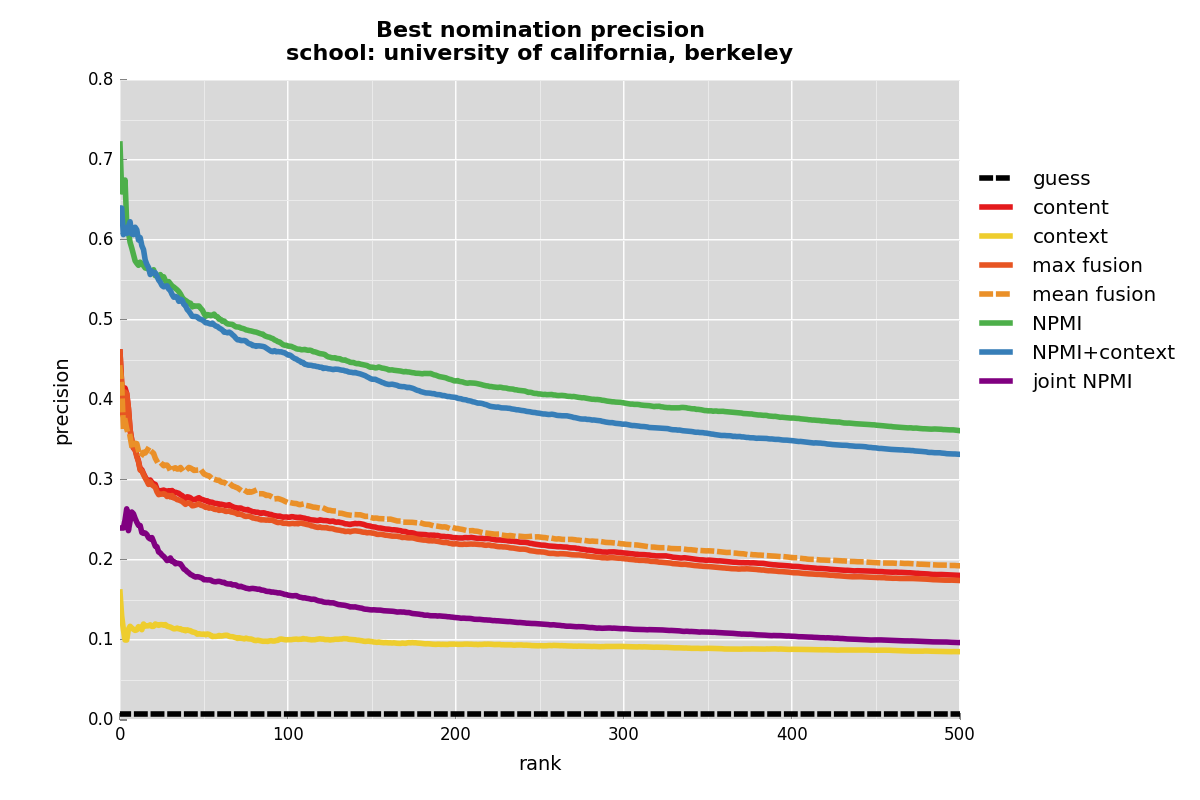 Best nomination precision
school: university of california, berkeley
precision
0.8
0.7
0.6
0.5
0.4
0.3
0.2
0.1
0.0
0 100 200 300 400 500
rank
guess
content
context
max fusion
mean fusion
NPMI
NPMI+context
joint NPMI